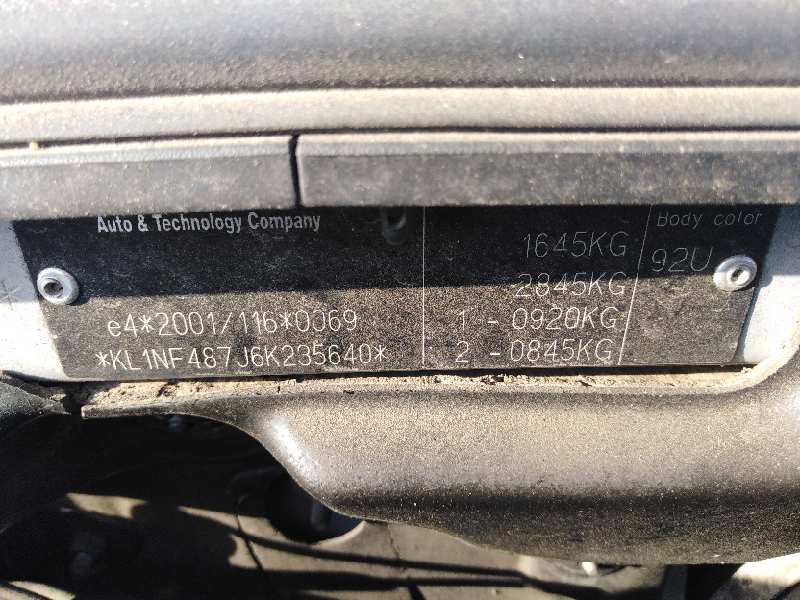 Auto & Technology Company
e4*2001/116*0069
*KL1NF487J6K235640*
1645KG
2845KG
1 - 0920KG
2 - 0845KG
Body color
92U